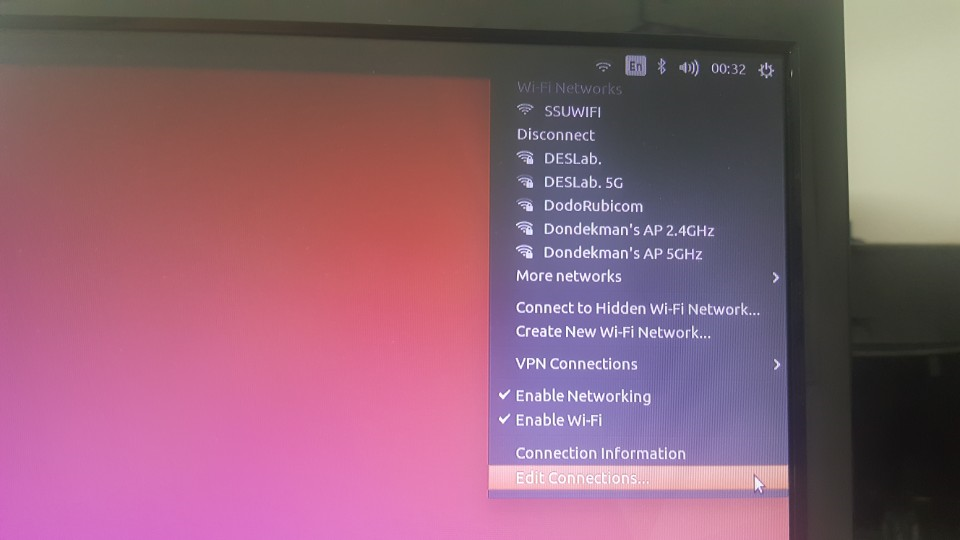 En 00:32
Wi-Fi Networks
SSUWIFI
Disconnect
DESLab.
DESLab. 5G
DodoRubicom
Dondekman's AP 2.4GHz
Dondekman's AP 5GHz
More networks
Connect to Hidden Wi-Fi Network...
Create New Wi-Fi Network...
VPN Connections
Enable Networking
Enable Wi-Fi
Connection Information
Edit Connections...